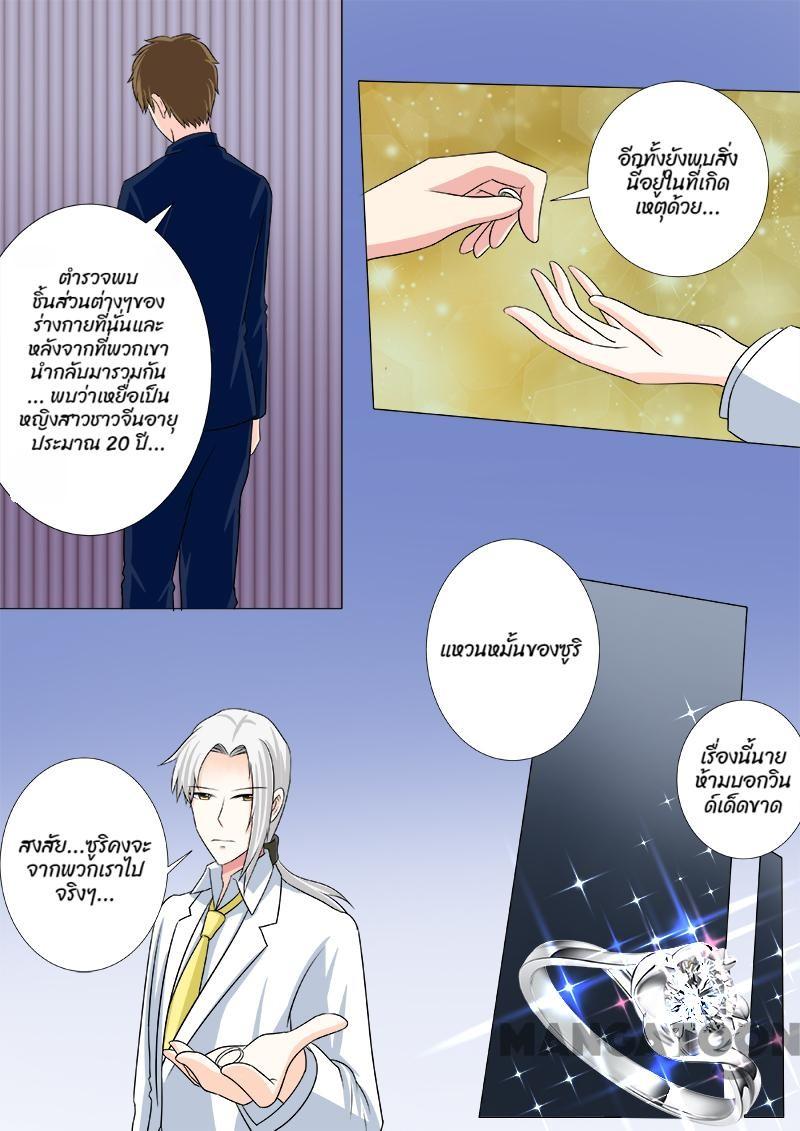 ตำรวจพบ
ชิ้นส่วนต่างๆของ
ร่างกายที่นั่นและ
หลังจากที่พวกเขา
นำกลับมารวมกัน
... พบว่าเหยื่อเป็น
หญิงสาวชาวจีนอายุ
ประมาณ 20 ปี...
อีกทั้งยังพบสิ่ง
นี้อยู่ในที่เกิด
เหตุด้วย...
แหวนหมั้นของซูริ
เรื่องนี้นาย
ห้ามบอกวิน
ด์เด็ดขาด
สงสัย...ซูริคงจะ
จากพวกเราไป
จริงๆ...
MANGATOON